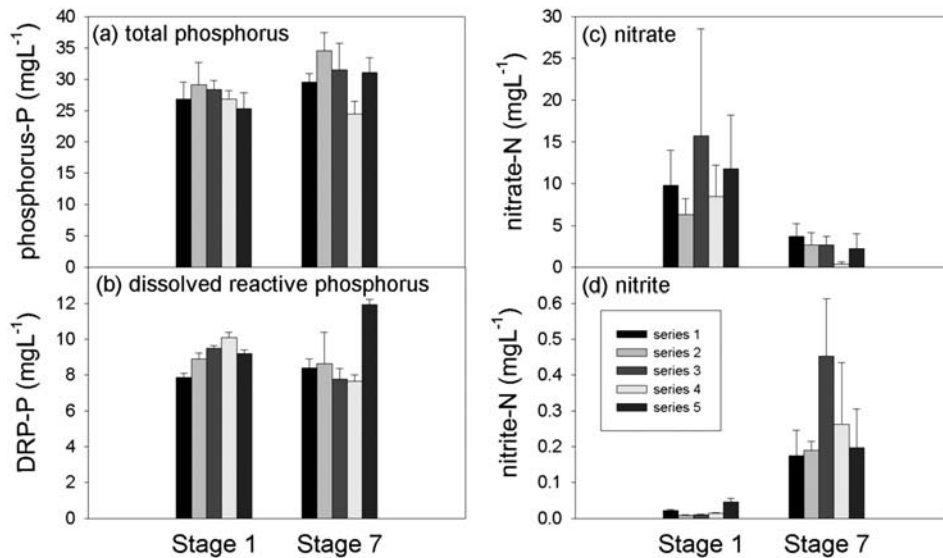 (a) total phosphorus
phosphorus-P (mgL⁻¹)
40
35
30
25
20
15
10
5
0
(b) dissolved reactive phosphorus
DRP-P (mgL⁻¹)
12
10
8
6
4
2
0
Stage 1 Stage 7
(c) nitrate
nitrate-N (mgL⁻¹)
30
25
20
15
10
5
0
(d) nitrite
nitrite-N (mgL⁻¹)
0.6
0.5
0.4
0.3
0.2
0.1
0.0
series 1
series 2
series 3
series 4
series 5
Stage 1 Stage 7